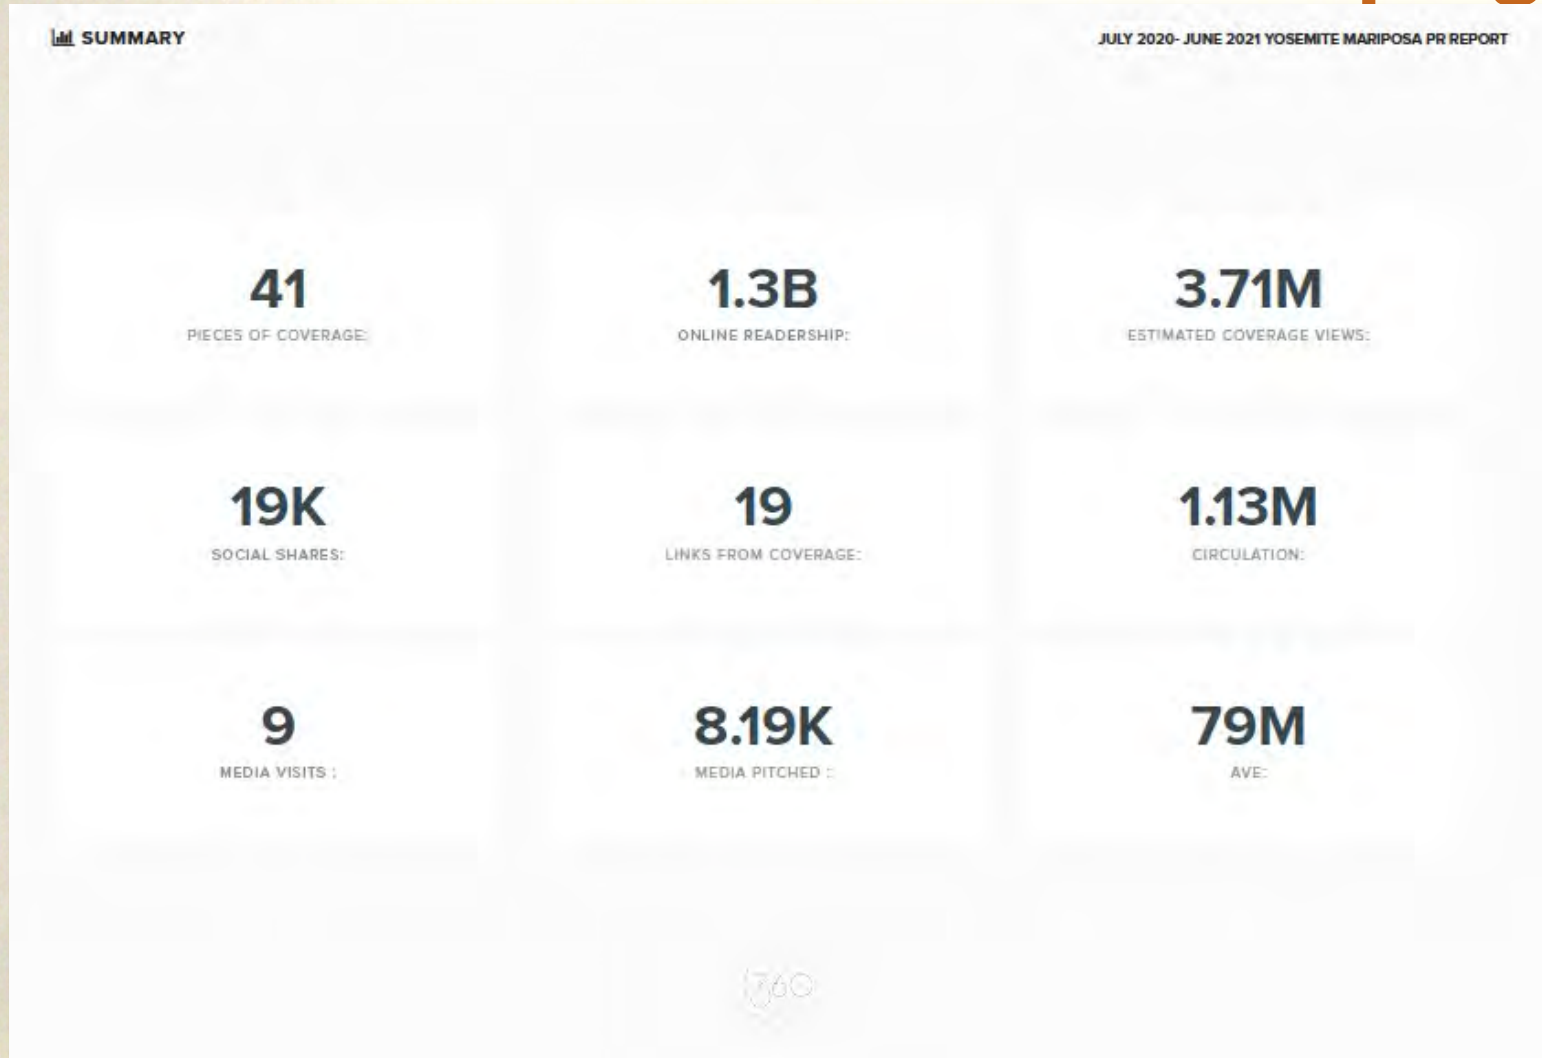 SUMMARY
JULY 2020- JUNE 2021 YOSEMITE MARIPOSA PR REPORT
41
PIECES OF COVERAGE:
1.3B
ONLINE READERSHIP:
3.71M
ESTIMATED COVERAGE VIEWS:
19K
SOCIAL SHARES:
19
LINKS FROM COVERAGE:
1.13M
CIRCULATION:
9
MEDIA VISITS :
8.19K
MEDIA PITCHED :
79M
AVE: